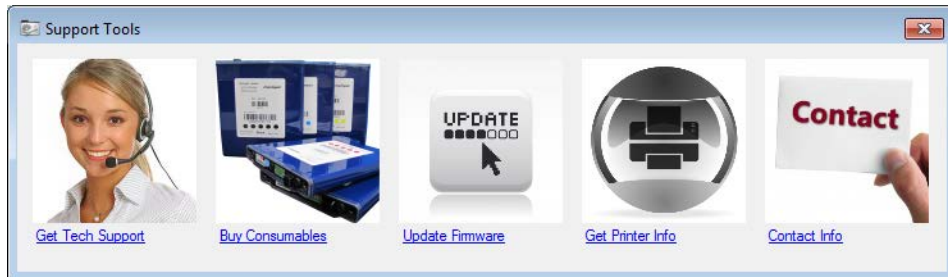 Support Tools
UPDATE
Contact
Get Tech Support
Buy Consumables
Update Firmware
Get Printer Info
Contact Info